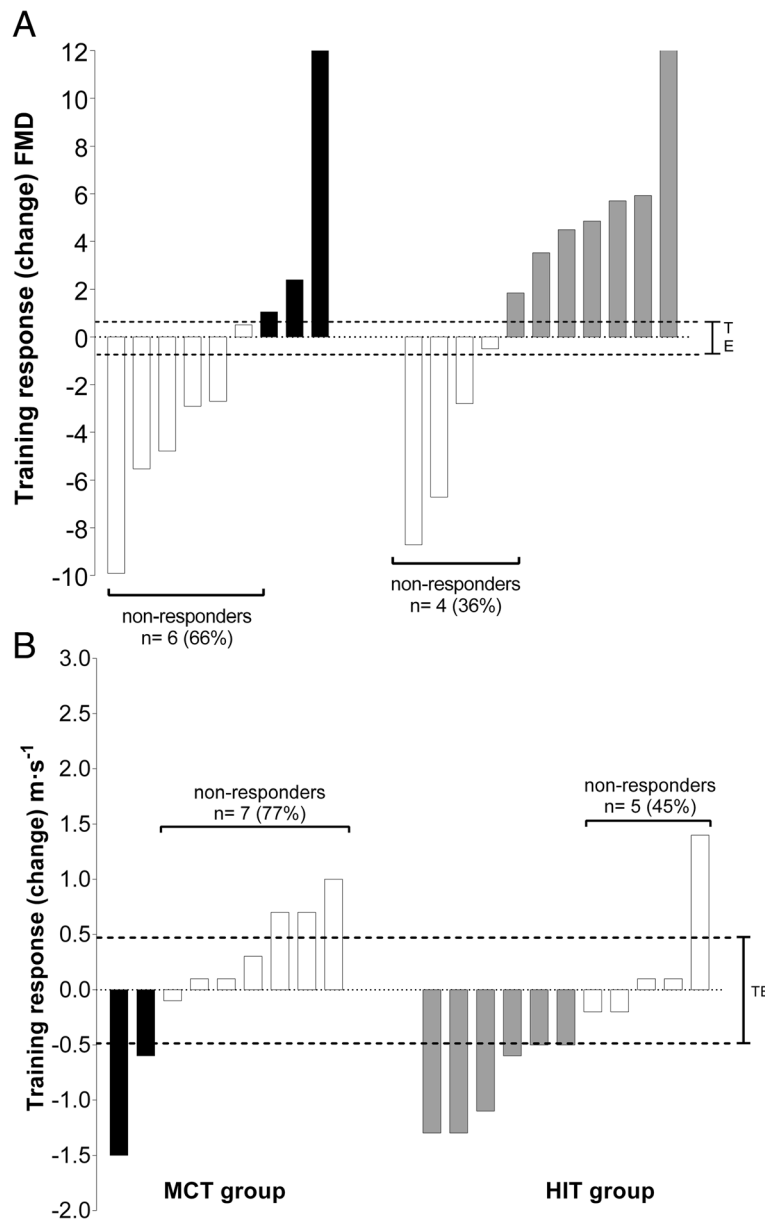 A
Training response (change) FMD
12
10
8
6
4
2
0
-2
-4
-6
-8
-10
T
E
non-responders
n= 6 (66%)
non-responders
n= 4 (36%)
B
Training response (change) m·s⁻¹
3.0
2.5
2.0
1.5
1.0
0.5
0.0
-0.5
-1.0
-1.5
-2.0
non-responders
n= 7 (77%)
non-responders
n= 5 (45%)
TE
MCT group
HIT group